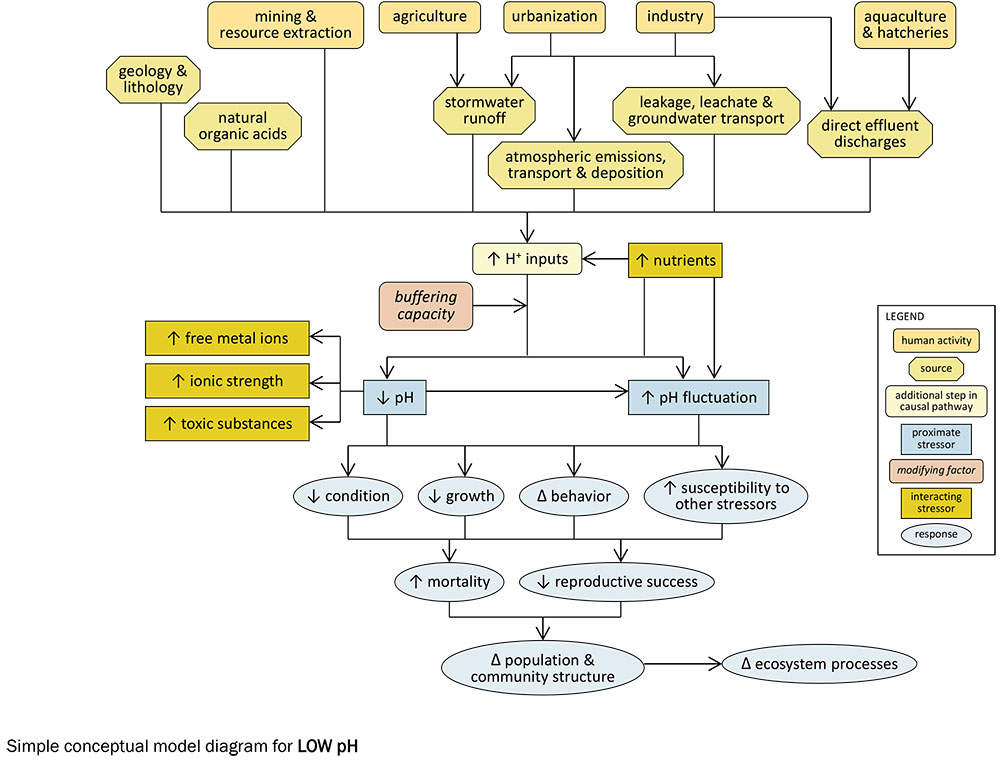 mining &
resource extraction
agriculture
urbanization
industry
aquaculture
& hatcheries
geology &
lithology
natural
organic acids
stormwater
runoff
leakage, leachate &
groundwater transport
direct effluent
discharges
atmospheric emissions,
transport & deposition
↑ H⁺ inputs
↑ nutrients
buffering
capacity
↑ free metal ions
↑ ionic strength
↑ toxic substances
↓ pH
↑ pH fluctuation
↓ condition
↓ growth
Δ behavior
↑ susceptibility to
other stressors
↑ mortality
↓ reproductive success
Δ population &
community structure
Δ ecosystem processes
LEGEND
human activity
source
additional step in
causal pathway
proximate
stressor
modifying factor
interacting
stressor
response
Simple conceptual model diagram for LOW pH